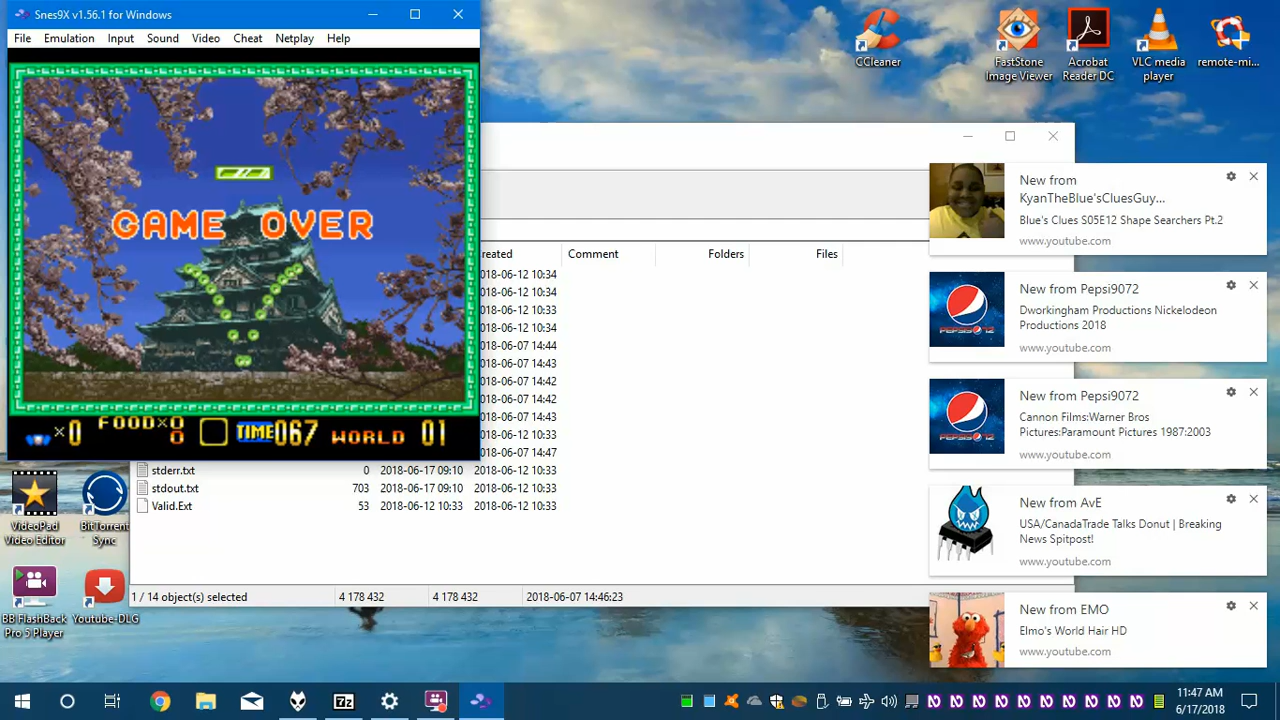 Snes9X v1.56.1 for Windows
File Emulation Input Sound Video Cheat Netplay Help
GAME OVER
×0 FOOD×0 0 TIME067 WORLD 01
CCleaner
FastStone
Image Viewer
Acrobat
Reader DC
VLC media
player
remote-mi...
reated Comment Folders Files
2018-06-12 10:34
2018-06-12 10:34
2018-06-12 10:33
2018-06-12 10:34
2018-06-07 14:44
2018-06-07 14:43
2018-06-07 14:42
2018-06-07 14:42
2018-06-07 14:43
2018-06-12 10:33
2018-06-07 14:47
stderr.txt 0 2018-06-17 09:10 2018-06-12 10:33
stdout.txt 703 2018-06-17 09:10 2018-06-12 10:33
Valid.Ext 53 2018-06-12 10:33 2018-06-12 10:33
1 / 14 object(s) selected 4 178 432 4 178 432 2018-06-07 14:46:23
New from
KyanTheBlue'sCluesGuy...
Blue's Clues S05E12 Shape Searchers Pt.2
www.youtube.com
New from Pepsi9072
Dworkingham Productions Nickelodeon
Productions 2018
www.youtube.com
PEPSI9072
New from Pepsi9072
Cannon Films:Warner Bros
Pictures:Paramount Pictures 1987:2003
www.youtube.com
PEPSI9072
New from AvE
USA/CanadaTrade Talks Donut | Breaking
News Spitpost!
www.youtube.com
New from EMO
Elmo's World Hair HD
www.youtube.com
VideoPad
Video Editor
BitTorrent
Sync
BB FlashBack
Pro 5 Player
Youtube-DLG
7z
11:47 AM
6/17/2018